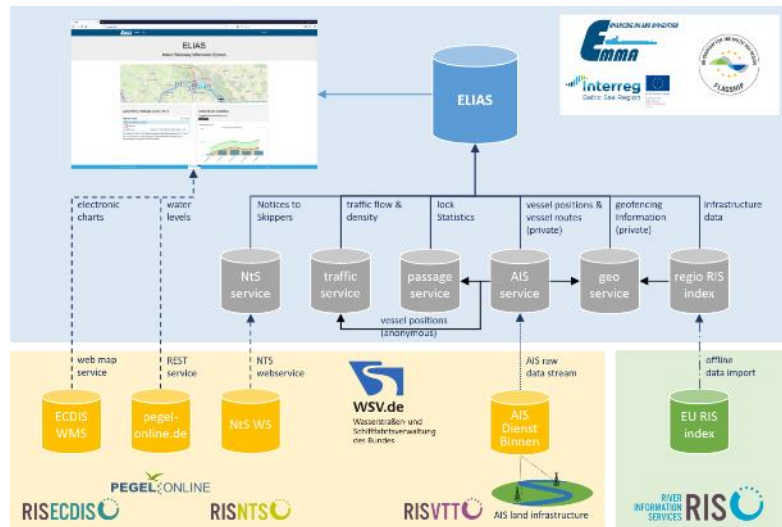 ELIAS
ENHANCING INLAND NAVIGATION
EMMA
Interreg
Baltic Sea Region
FLAGSHIP
ELIAS
electronic
charts
water
levels
Notices to
Skippers
traffic flow &
density
lock
Statistics
vessel positions &
vessel routes
(private)
geofencing
Information
(private)
infrastructure
data
NtS
service
traffic
service
passage
service
AIS
service
geo
service
regio RIS
index
vessel positions
(anonymous)
web map
service
REST
service
NTS
webservice
AIS raw
data stream
offline
data import
ECDIS
WMS
pegel-
online.de
NtS WS
WSV.de
Wasserstraßen- und
Schifffahrtsverwaltung
des Bundes
AIS
Dienst
Binnen
EU RIS
index
PEGEL ONLINE
RISECDIS
RISNTS
RISVTT
AIS land infrastructure
RIVER
INFORMATION
SERVICES
RIS